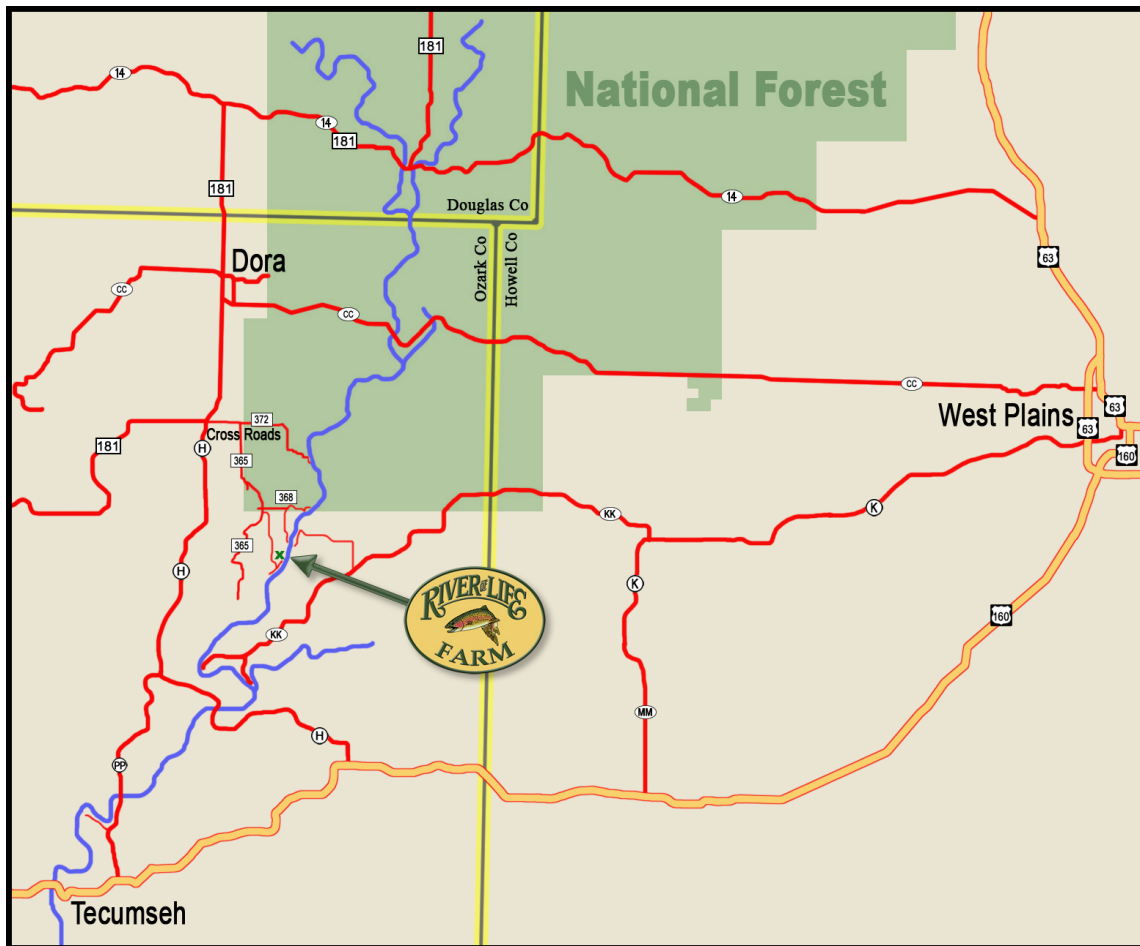 181
14
National Forest
14
181
181
14
Douglas Co
Ozark Co
Howell Co
63
Dora
CC
CC
CC
63
West Plains
63
372
Cross Roads
181
H
365
160
368
K
KK
365
H
K
160
RIVER OF LIFE
FARM
KK
MM
H
PP
Tecumseh